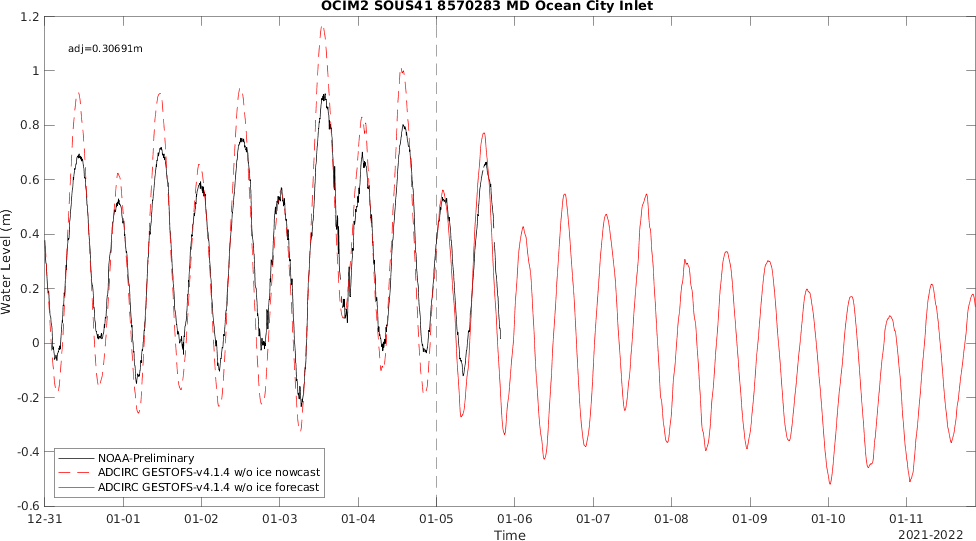 OCIM2 SOUS41 8570283 MD Ocean City Inlet
adj=0.30691m
Water Level (m)
1.2
1
0.8
0.6
0.4
0.2
0
-0.2
-0.4
-0.6
NOAA-Preliminary
ADCIRC GESTOFS-v4.1.4 w/o ice nowcast
ADCIRC GESTOFS-v4.1.4 w/o ice forecast
12-31 01-01 01-02 01-03 01-04 01-05 01-06 01-07 01-08 01-09 01-10 01-11
Time
2021-2022